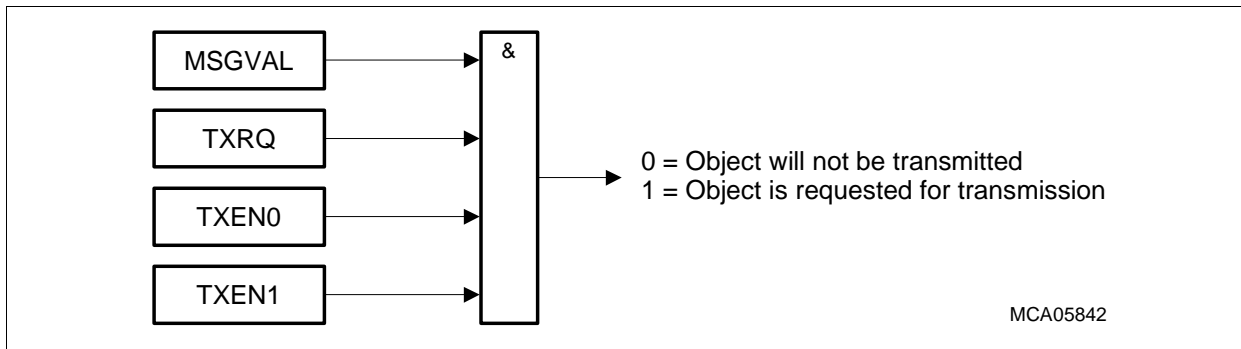 MSGVAL
&
TXRQ
TXEN0
TXEN1
0 = Object will not be transmitted
1 = Object is requested for transmission
MCA05842